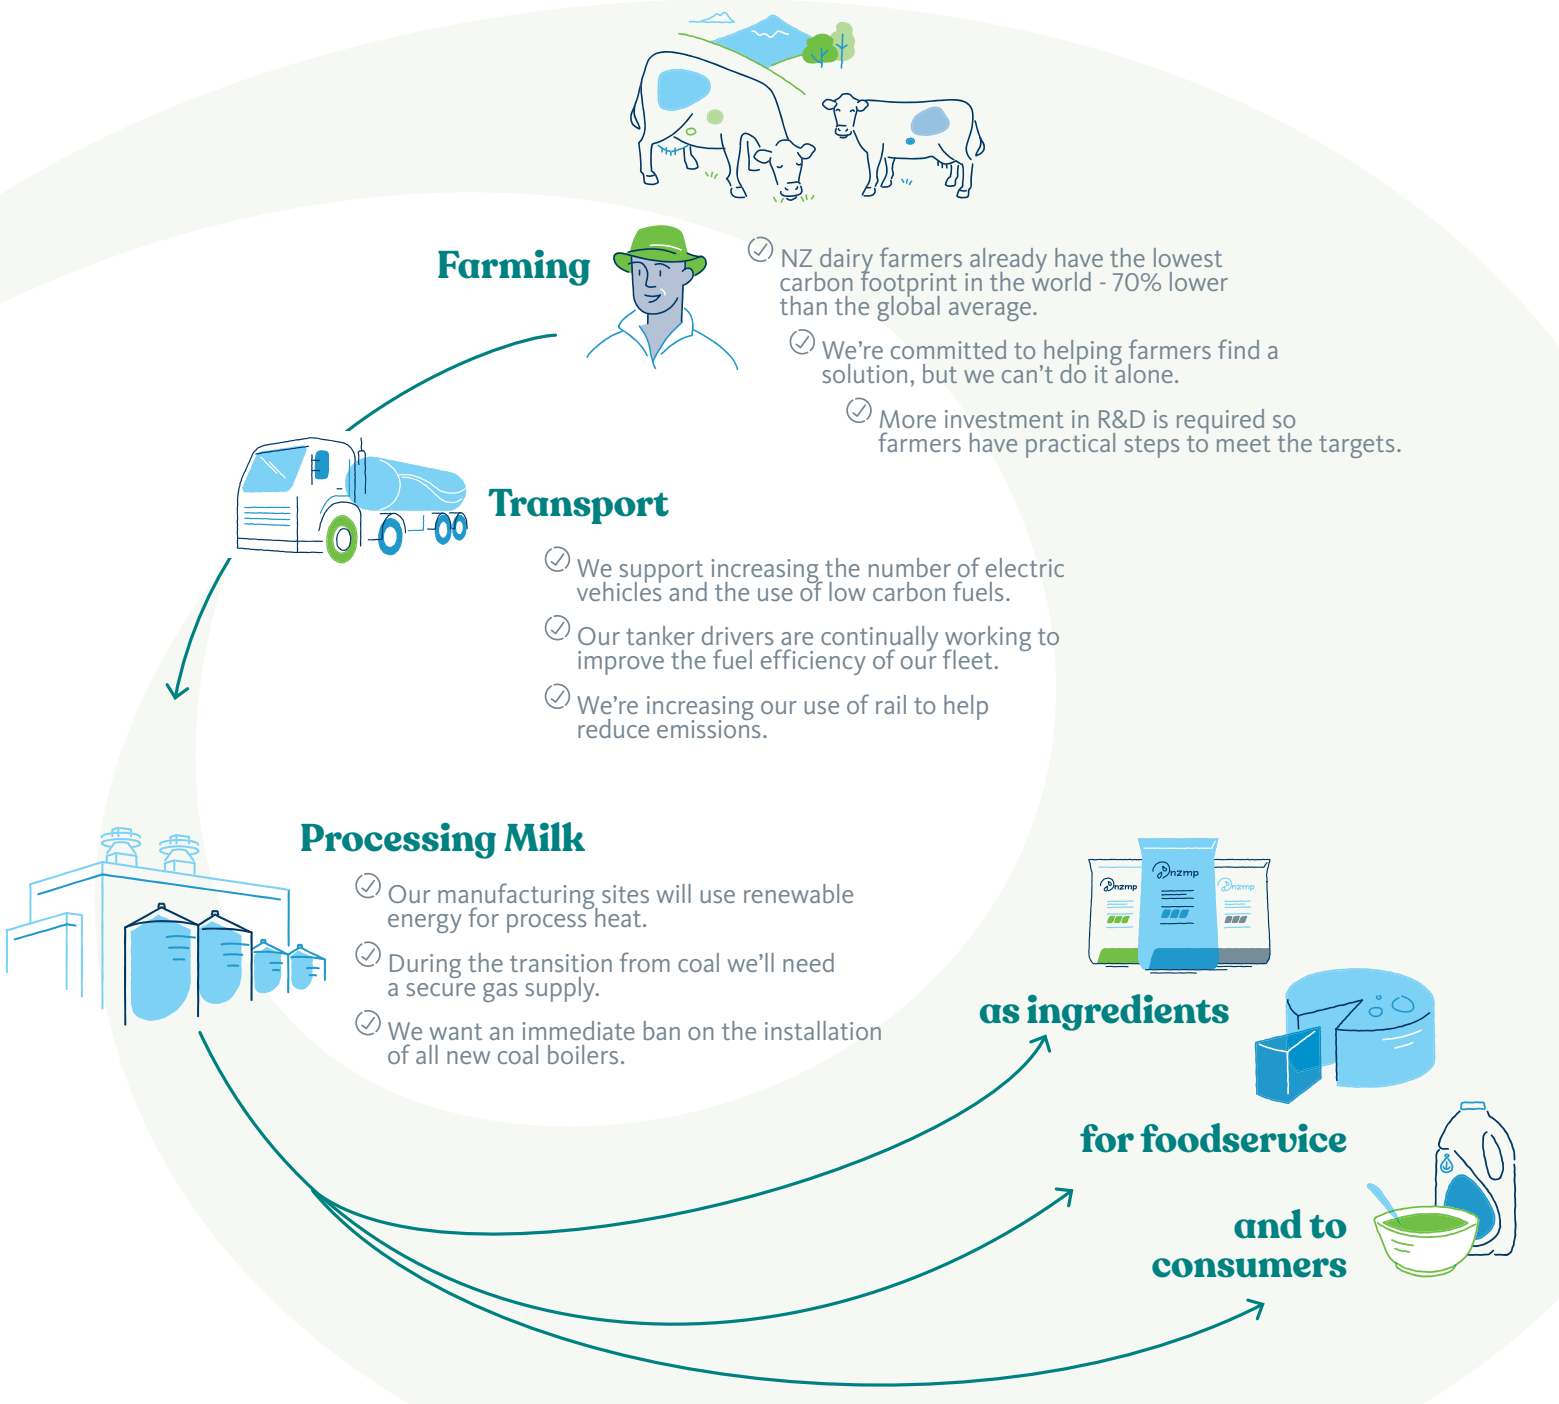 Farming
NZ dairy farmers already have the lowest
carbon footprint in the world - 70% lower
than the global average.
We're committed to helping farmers find a
solution, but we can't do it alone.
More investment in R&D is required so
farmers have practical steps to meet the targets.
Transport
We support increasing the number of electric
vehicles and the use of low carbon fuels.
Our tanker drivers are continually working to
improve the fuel efficiency of our fleet.
We're increasing our use of rail to help
reduce emissions.
Processing Milk
Our manufacturing sites will use renewable
energy for process heat.
During the transition from coal we'll need
a secure gas supply.
We want an immediate ban on the installation
of all new coal boilers.
nzmp
nzmp
nzmp
as ingredients
for foodservice
and to
consumers